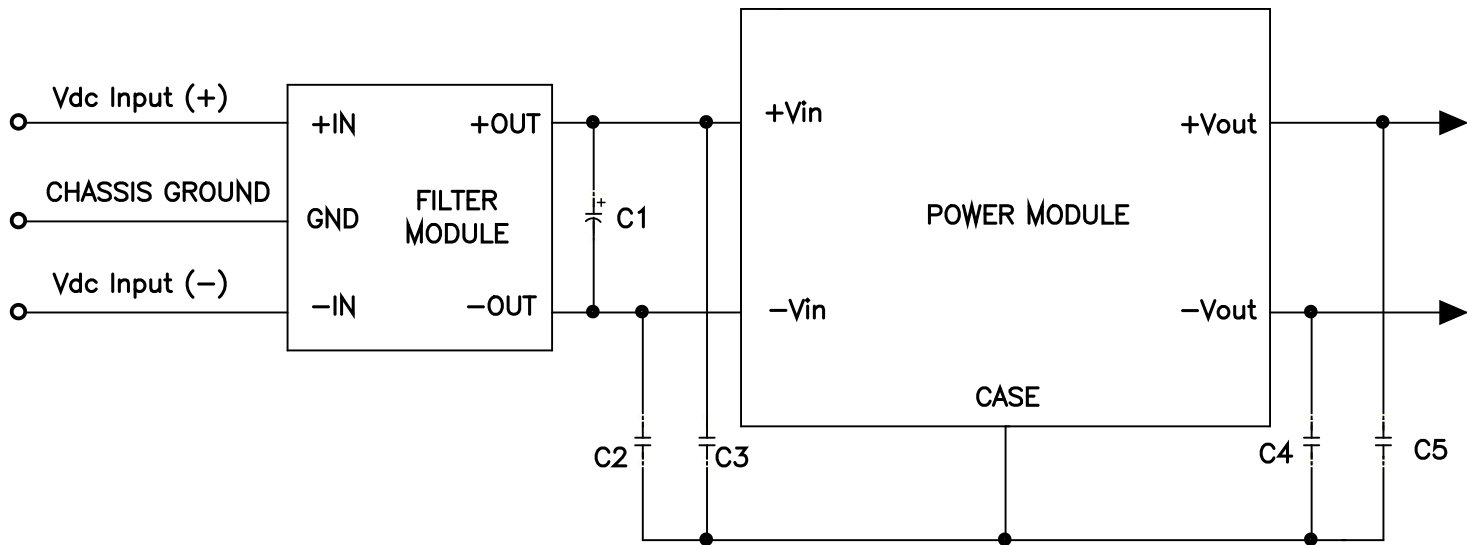 Vdc Input (+)
+IN
+OUT
+Vin
+Vout
CHASSIS GROUND
GND
FILTER
MODULE
+
C1
POWER MODULE
Vdc Input (−)
−IN
−OUT
−Vin
−Vout
CASE
C2
C3
C4
C5